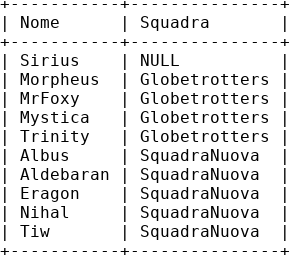 +-----------+---------------+
| Nome      | Squadra       |
+-----------+---------------+
| Sirius    | NULL          |
| Morpheus  | Globetrotters |
| MrFoxy    | Globetrotters |
| Mystica   | Globetrotters |
| Trinity   | Globetrotters |
| Albus     | SquadraNuova  |
| Aldebaran | SquadraNuova  |
| Eragon    | SquadraNuova  |
| Nihal     | SquadraNuova  |
| Tiw       | SquadraNuova  |
+-----------+---------------+